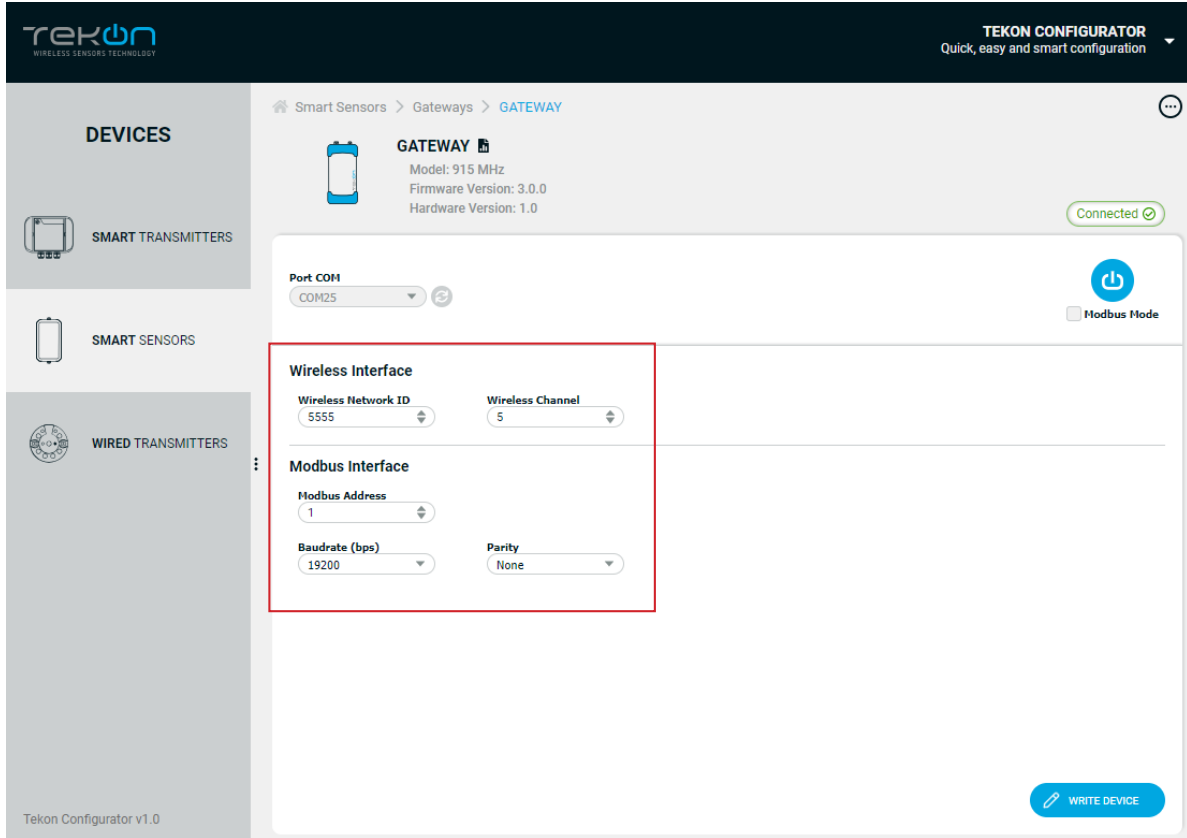 TEKON
WIRELESS SENSORS TECHNOLOGY
TEKON CONFIGURATOR
Quick, easy and smart configuration
DEVICES
SMART TRANSMITTERS
SMART SENSORS
WIRED TRANSMITTERS
Tekon Configurator v1.0
Smart Sensors > Gateways > GATEWAY
GATEWAY
Model: 915 MHz
Firmware Version: 3.0.0
Hardware Version: 1.0
Connected
Port COM
COM25
Modbus Mode
Wireless Interface
Wireless Network ID Wireless Channel
5555 5
Modbus Interface
Modbus Address
1
Baudrate (bps) Parity
19200 None
WRITE DEVICE